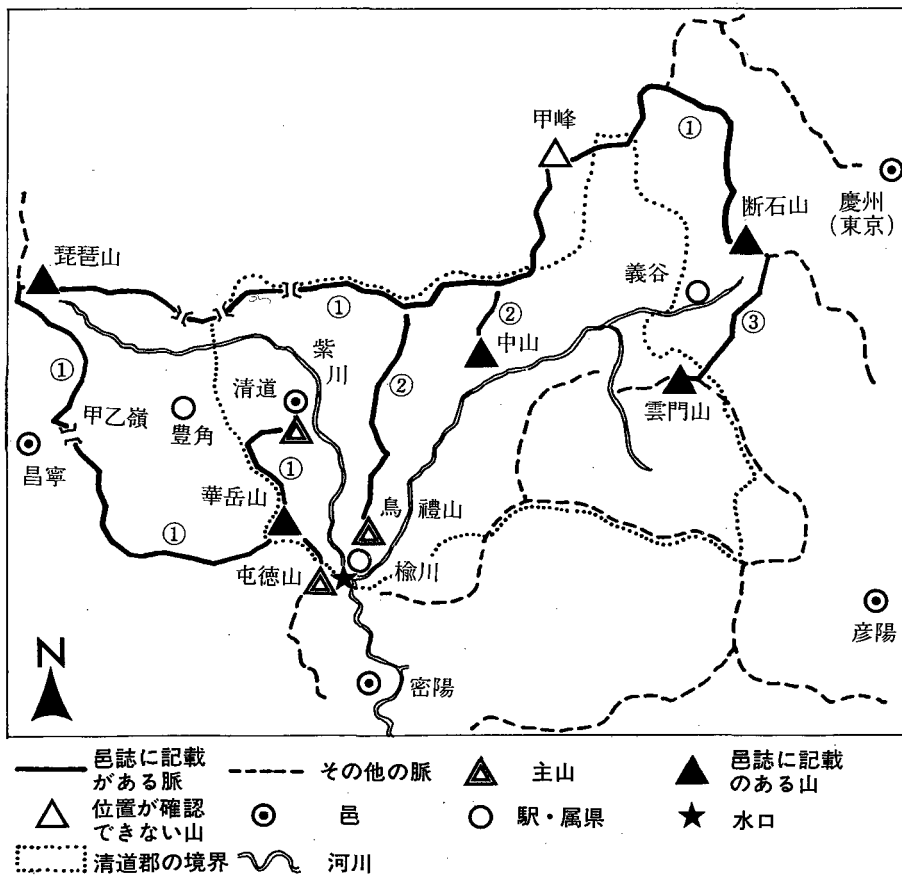 甲峰
①
慶州
(東京)
断石山
琵琶山
義谷
①
②
③
紫川
中山
①
清道
②
雲門山
甲乙嶺
豊角
昌寧
①
華岳山
鳥禮山
①
屯徳山
楡川
彦陽
N
密陽
邑誌に記載
がある脈
その他の脈
主山
邑誌に記載
のある山
位置が確認
できない山
邑
駅・属県
水口
清道郡の境界
河川